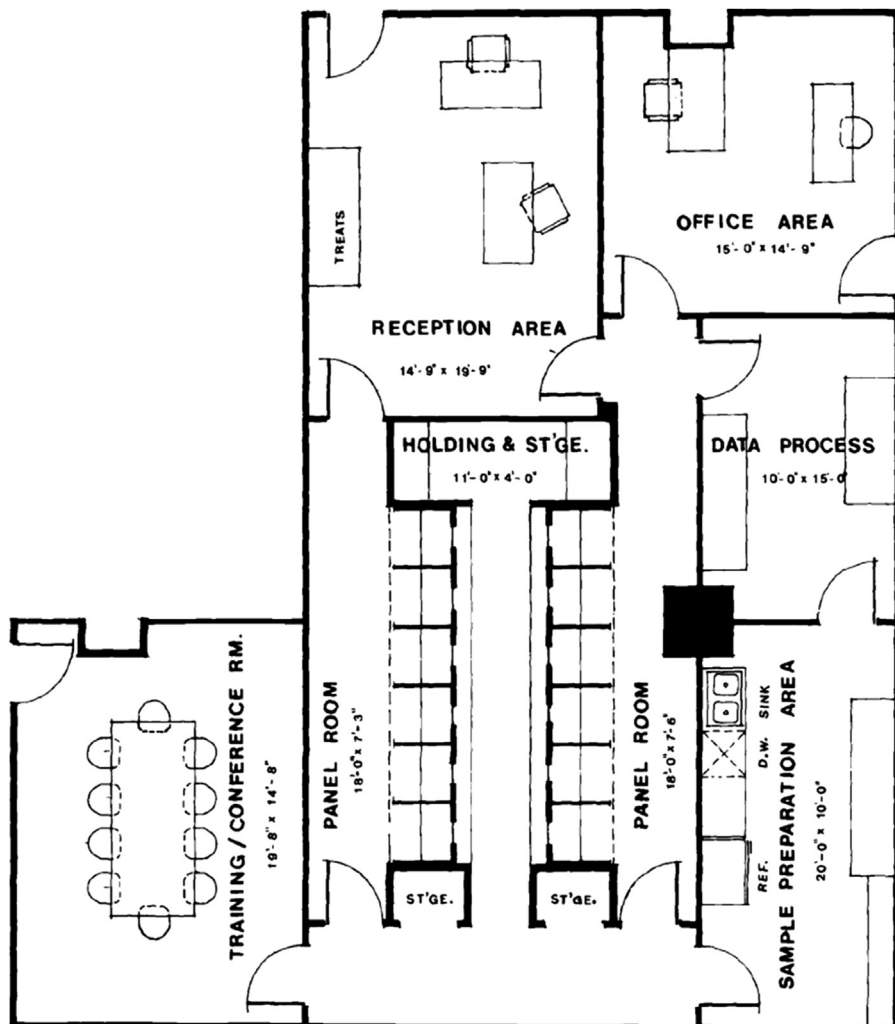 TREATS
OFFICE AREA
15'-0" x 14'-9"
RECEPTION AREA
14'-9" x 19'-9"
HOLDING & ST'GE.
11'-0" x 4'-0"
DATA PROCESS
10'-0" x 15'-0"
TRAINING/CONFERENCE RM.
19'-8" x 14'-8"
PANEL ROOM
18'-0" x 7'-3"
PANEL ROOM
18'-0" x 7'-6"
SINK
D.W.
REF.
SAMPLE PREPARATION AREA
20'-0" x 10'-0"
ST'GE.
ST'GE.